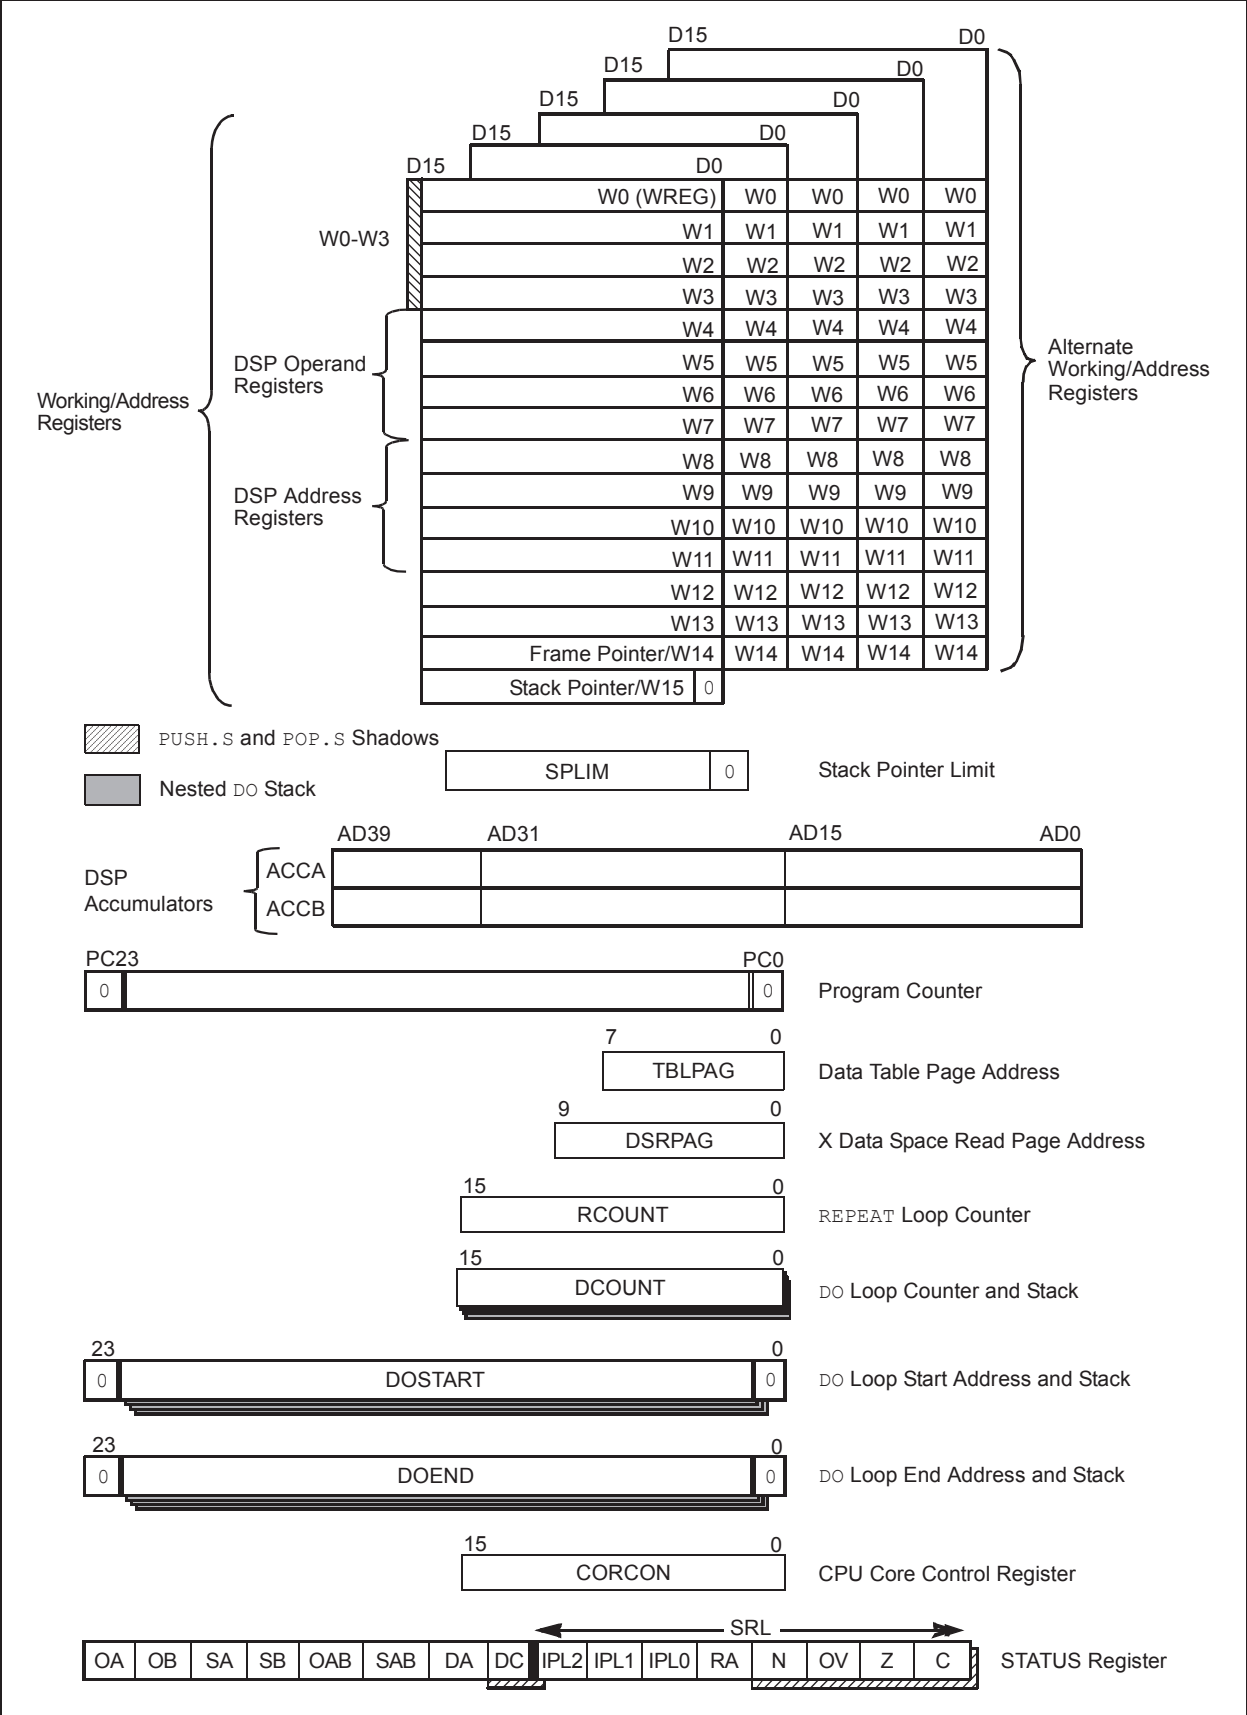 D15 D0
D15 D0
D15 D0
D15 D0
D15 D0
W0 (WREG) W0 W0 W0 W0
W1 W1 W1 W1 W1
W0-W3
W2 W2 W2 W2 W2
W3 W3 W3 W3 W3
W4 W4 W4 W4 W4
W5 W5 W5 W5 W5
W6 W6 W6 W6 W6
W7 W7 W7 W7 W7
W8 W8 W8 W8 W8
W9 W9 W9 W9 W9
W10 W10 W10 W10 W10
W11 W11 W11 W11 W11
W12 W12 W12 W12 W12
W13 W13 W13 W13 W13
Frame Pointer/W14 W14 W14 W14 W14
Stack Pointer/W15 0
DSP Operand
Registers
DSP Address
Registers
Working/Address
Registers
Alternate
Working/Address
Registers
PUSH.S and POP.S Shadows
Nested DO Stack
SPLIM 0 Stack Pointer Limit
AD39 AD31 AD15 AD0
DSP
Accumulators
ACCA
ACCB
PC23 PC0
0 0 Program Counter
7 0
TBLPAG Data Table Page Address
9 0
DSRPAG X Data Space Read Page Address
15 0
RCOUNT REPEAT Loop Counter
15 0
DCOUNT DO Loop Counter and Stack
23 0
0 DOSTART 0 DO Loop Start Address and Stack
23 0
0 DOEND 0 DO Loop End Address and Stack
15 0
CORCON CPU Core Control Register
SRL
OA OB SA SB OAB SAB DA DC IPL2 IPL1 IPL0 RA N OV Z C STATUS Register